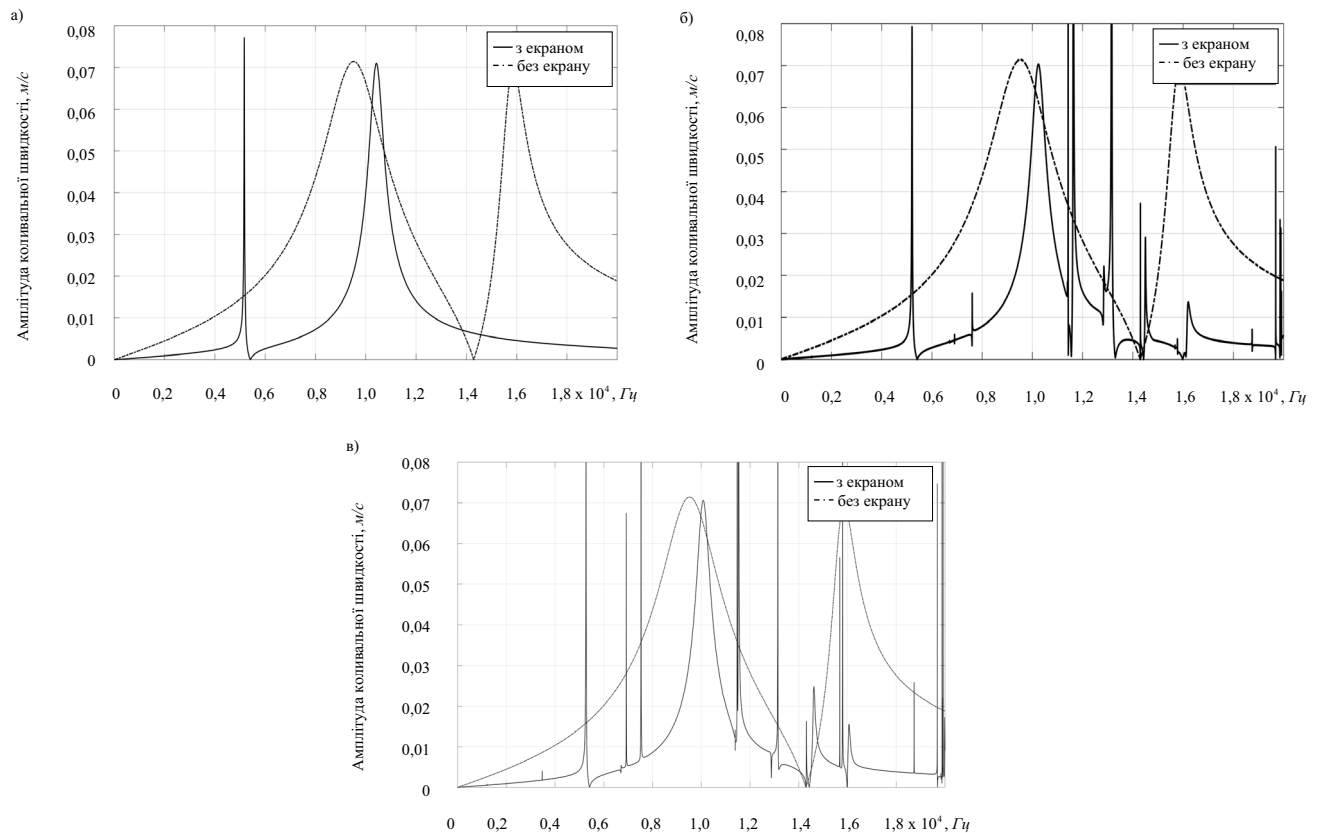 а)
Амплітуда коливальної швидкості, м/с
0,08
0,07
0,06
0,05
0,04
0,03
0,02
0,01
0
з екраном
без екрану
0 0,2 0,4 0,6 0,8 1,0 1,2 1,4 1,6 1,8 x 10⁴, Гц
б)
Амплітуда коливальної швидкості, м/с
0,08
0,07
0,06
0,05
0,04
0,03
0,02
0,01
0
з екраном
без екрану
0 0,2 0,4 0,6 0,8 1,0 1,2 1,4 1,6 1,8 x 10⁴, Гц
в)
Амплітуда коливальної швидкості, м/с
0,08
0,07
0,06
0,05
0,04
0,03
0,02
0,01
0
з екраном
без екрану
0 0,2 0,4 0,6 0,8 1,0 1,2 1,4 1,6 1,8 x 10⁴, Гц